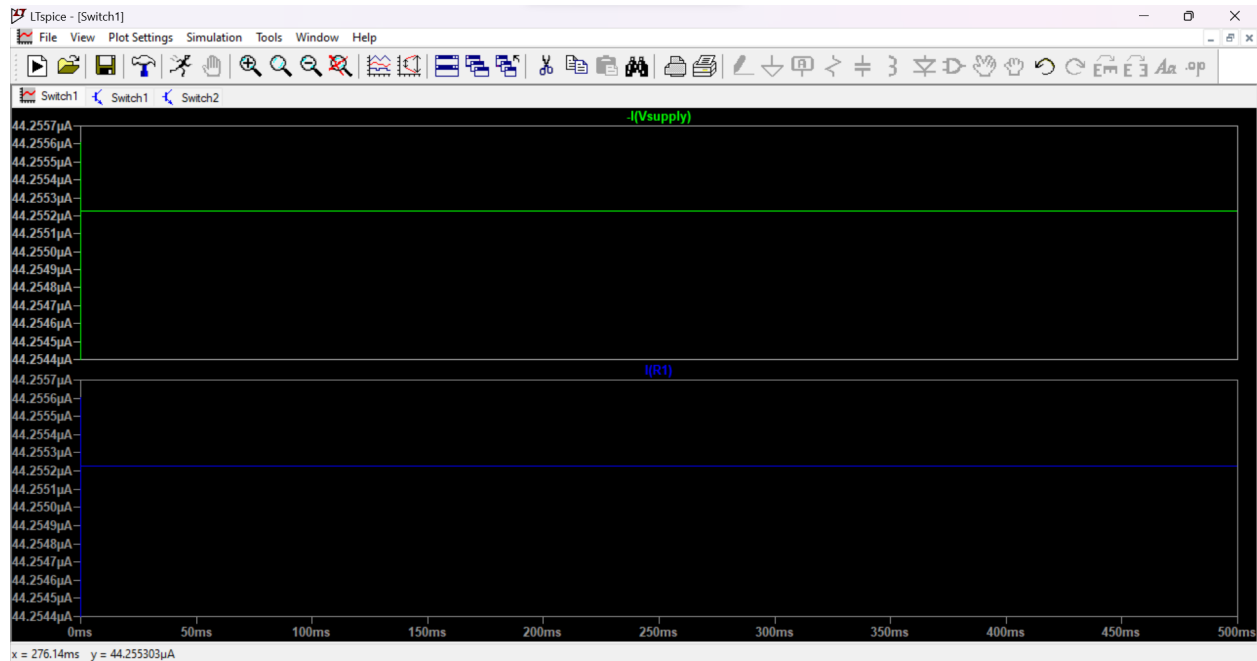 LTspice - [Switch1]
File View Plot Settings Simulation Tools Window Help
Aa .op
Switch1 Switch1 Switch2
-I(Vsupply)
44.2557µA
44.2556µA
44.2555µA
44.2554µA
44.2553µA
44.2552µA
44.2551µA
44.2550µA
44.2549µA
44.2548µA
44.2547µA
44.2546µA
44.2545µA
44.2544µA
I(R1)
44.2557µA
44.2556µA
44.2555µA
44.2554µA
44.2553µA
44.2552µA
44.2551µA
44.2550µA
44.2549µA
44.2548µA
44.2547µA
44.2546µA
44.2545µA
44.2544µA
0ms 50ms 100ms 150ms 200ms 250ms 300ms 350ms 400ms 450ms 500ms
x = 276.14ms y = 44.255303µA